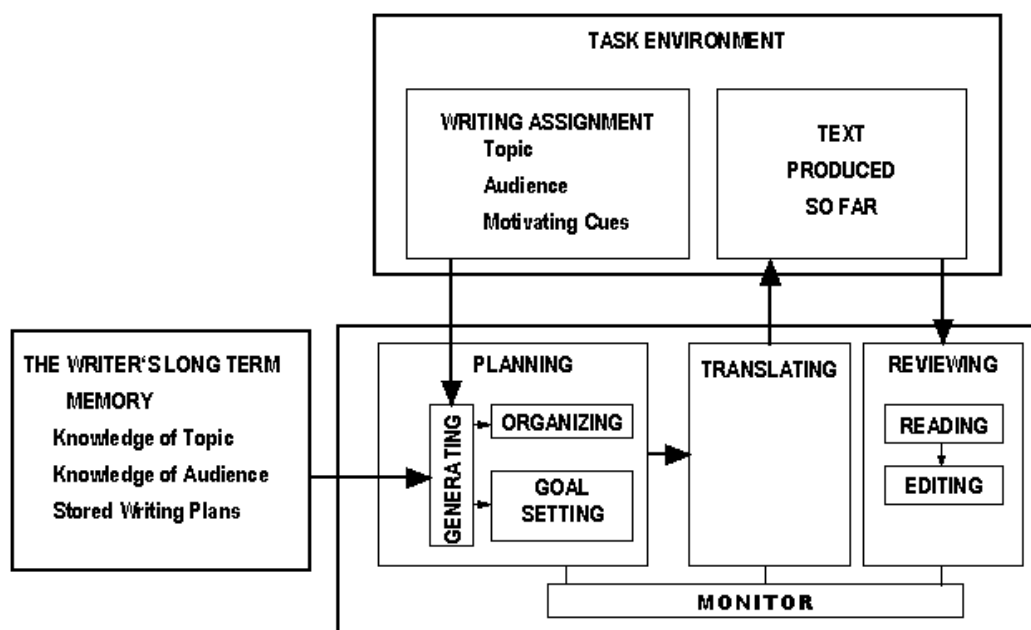 TASK ENVIRONMENT
WRITING ASSIGNMENT
Topic
Audience
Motivating Cues
TEXT
PRODUCED
SO FAR
THE WRITER'S LONG TERM
MEMORY
Knowledge of Topic
Knowledge of Audience
Stored Writing Plans
PLANNING
GENERATING
ORGANIZING
GOAL
SETTING
TRANSLATING
REVIEWING
READING
EDITING
MONITOR